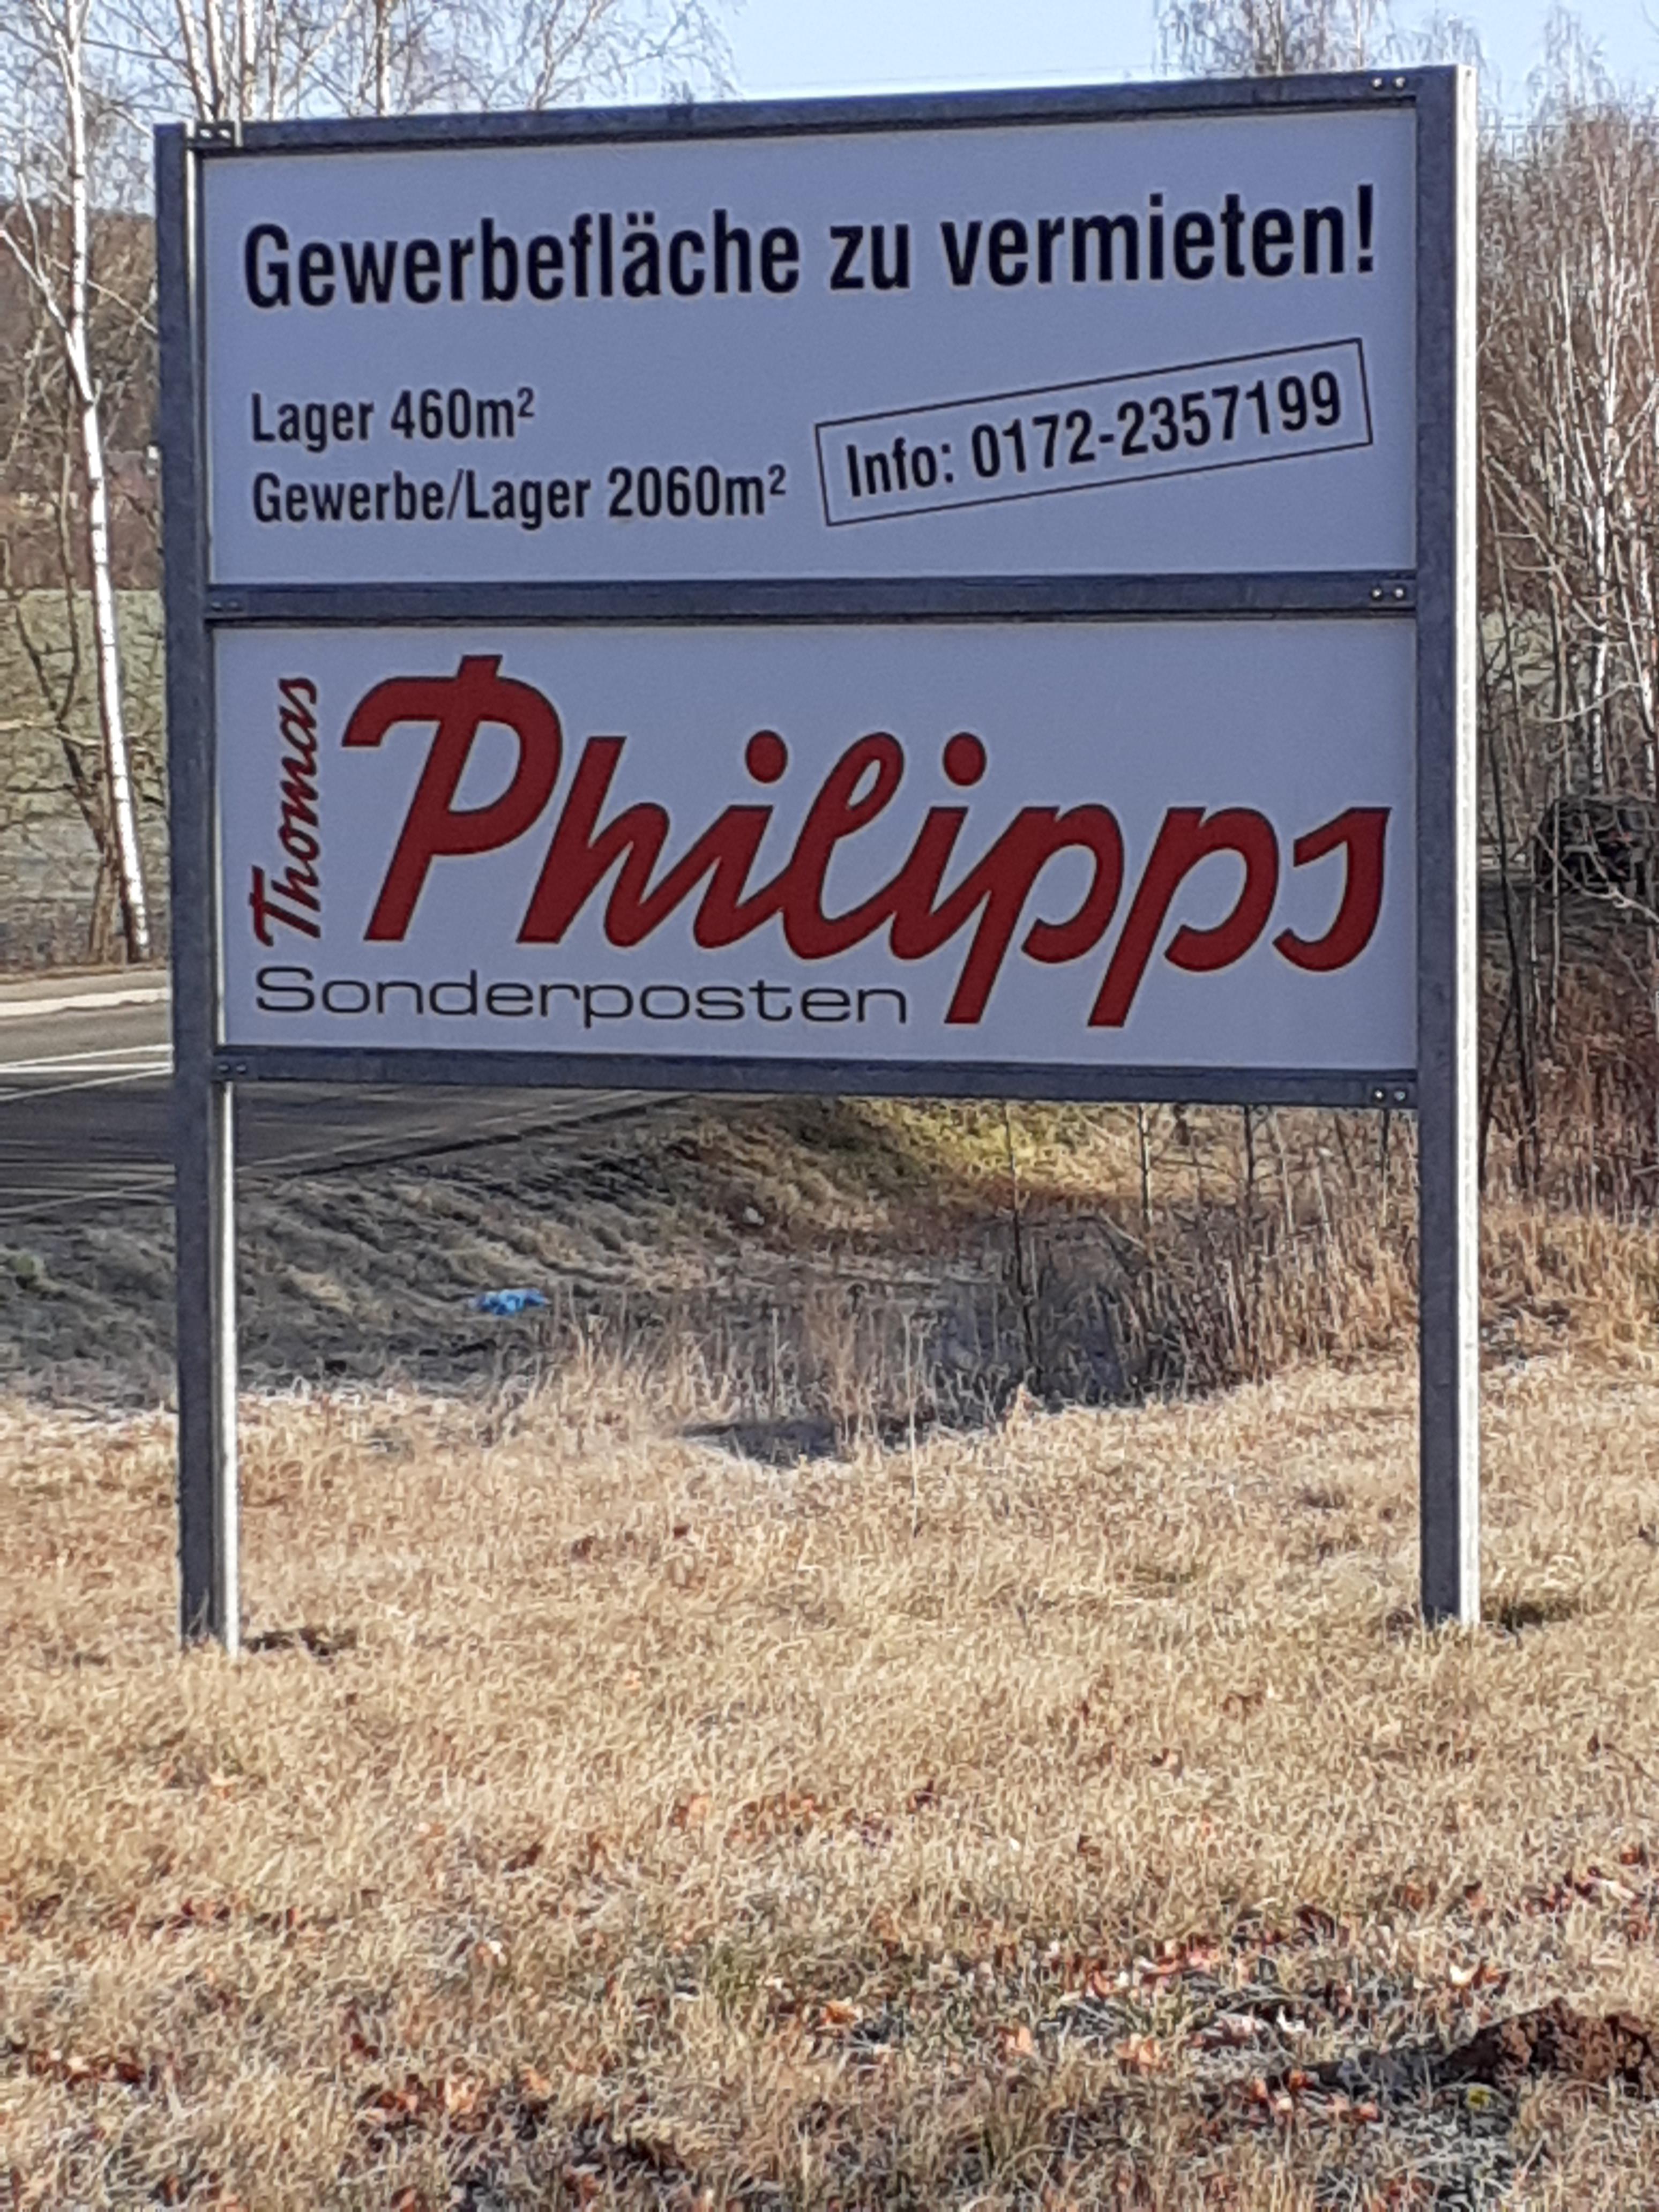 Gewerbefläche zu vermieten!
Lager 460m²
Gewerbe/Lager 2060m²
Info: 0172-2357199
Thomas
Philipps
Sonderposten